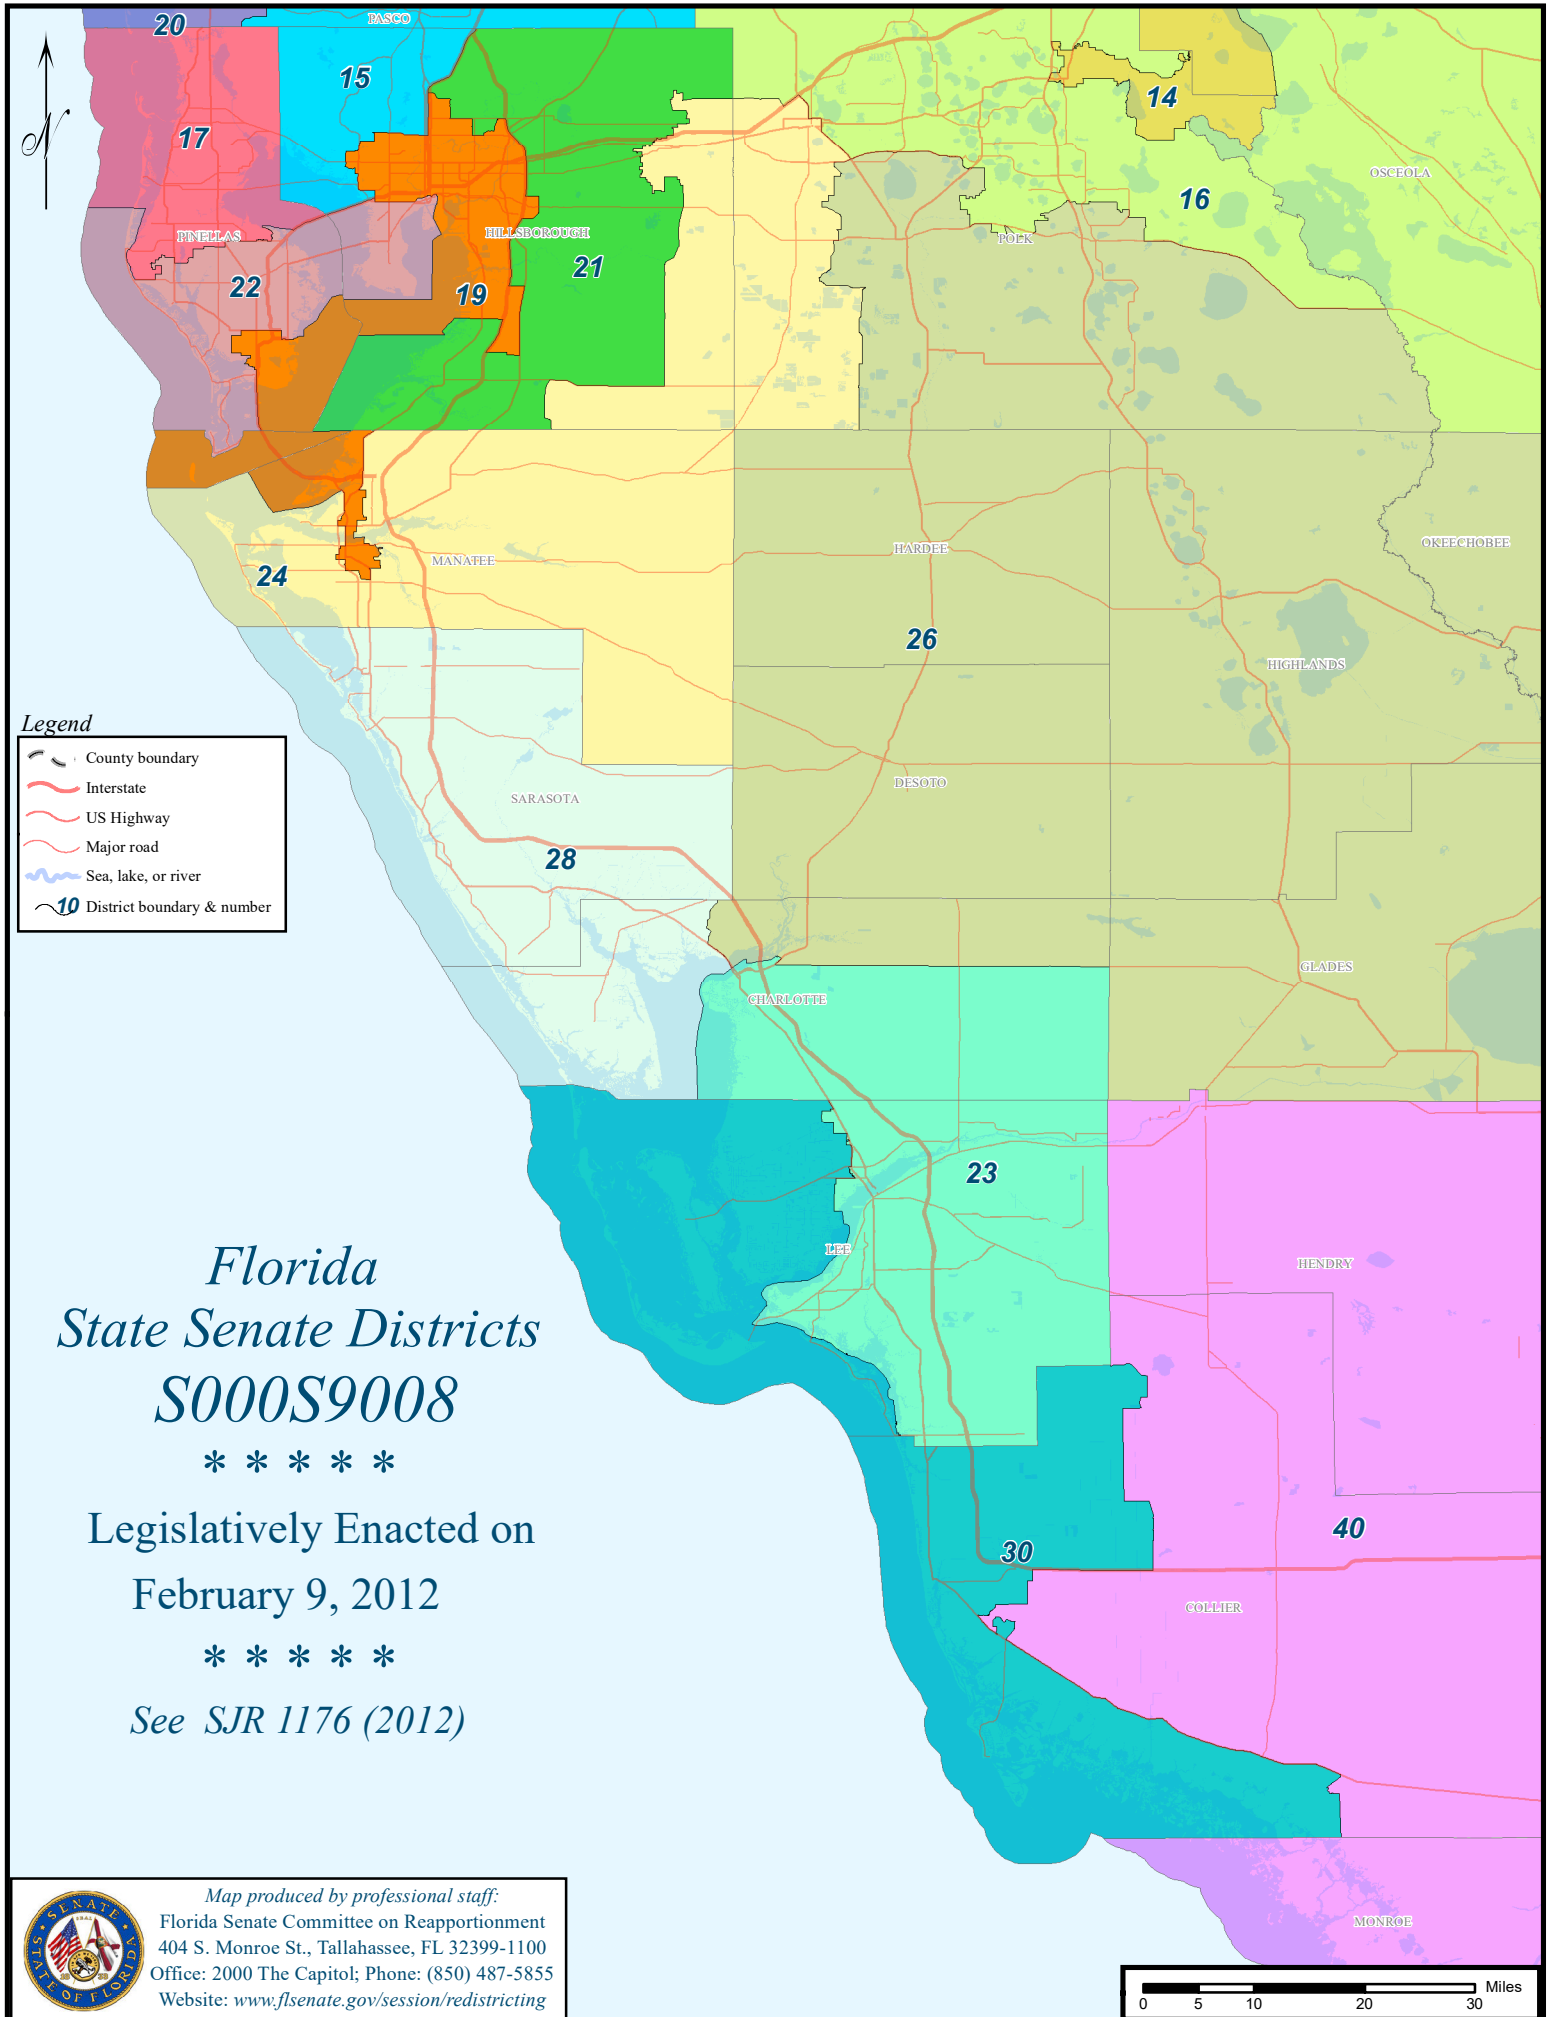 PASCO
20
15
14
17
N
OSCEOLA
16
PINELLAS
HILLSBOROUGH
POLK
21
22
19
OKEECHOBEE
HARDEE
MANATEE
24
26
HIGHLANDS
Legend
County boundary
Interstate
US Highway
Major road
Sea, lake, or river
10 District boundary & number
DESOTO
SARASOTA
28
GLADES
CHARLOTTE
23
LEE
HENDRY
Florida
State Senate Districts
S000S9008
* * * * *
Legislatively Enacted on
February 9, 2012
* * * * *
See SJR 1176 (2012)
40
30
COLLIER
MONROE
SENATE
STATE OF FLORIDA
Map produced by professional staff:
Florida Senate Committee on Reapportionment
404 S. Monroe St., Tallahassee, FL 32399-1100
Office: 2000 The Capitol; Phone: (850) 487-5855
Website: www.flsenate.gov/session/redistricting
Miles
0 5 10 20 30